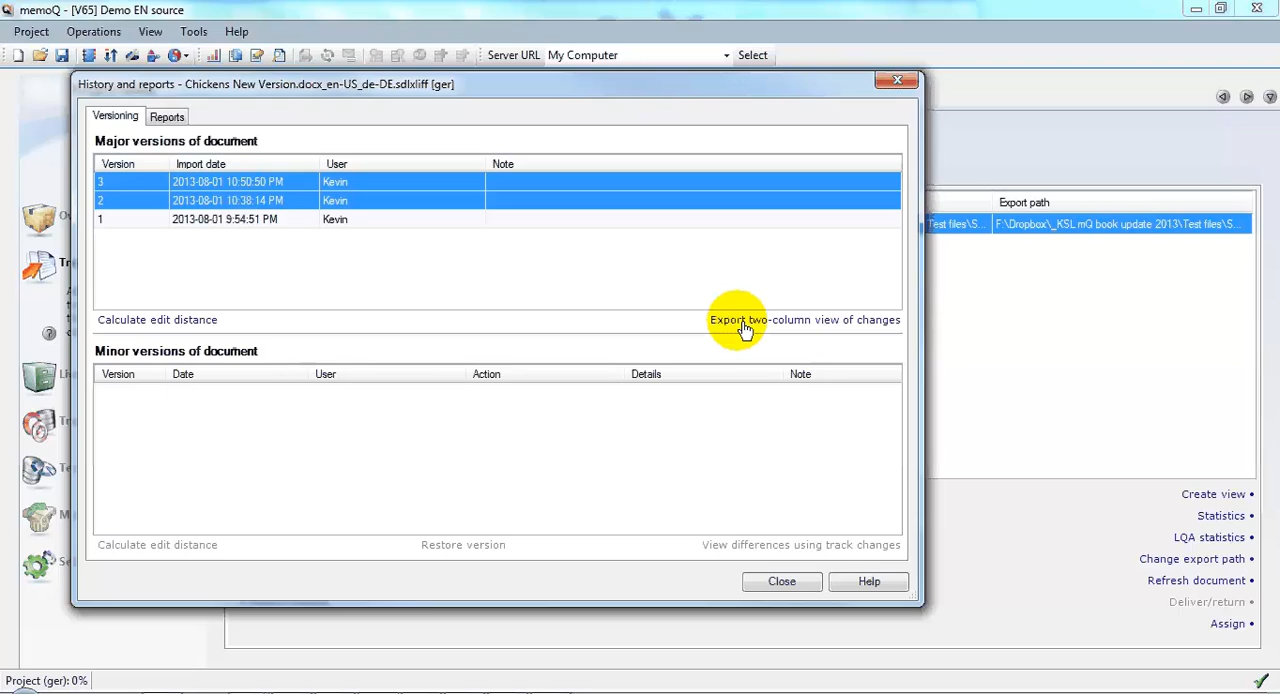 memoQ - [V65] Demo EN source
Project Operations View Tools Help
Server URL My Computer Select
History and reports - Chickens New Version.docx_en-US_de-DE.sdlxliff [ger]
Versioning Reports
Major versions of document
Version Import date User Note
3 2013-08-01 10:50:50 PM Kevin
2 2013-08-01 10:38:14 PM Kevin
1 2013-08-01 9:54:51 PM Kevin
Calculate edit distance Export two-column view of changes
Minor versions of document
Version Date User Action Details Note
Calculate edit distance Restore version View differences using track changes
Close Help
Export path
Test files\S... F:\Dropbox\_KSL mQ book update 2013\Test files\S...
Create view
Statistics
LQA statistics
Change export path
Refresh document
Deliver/return
Assign
Project (ger): 0%